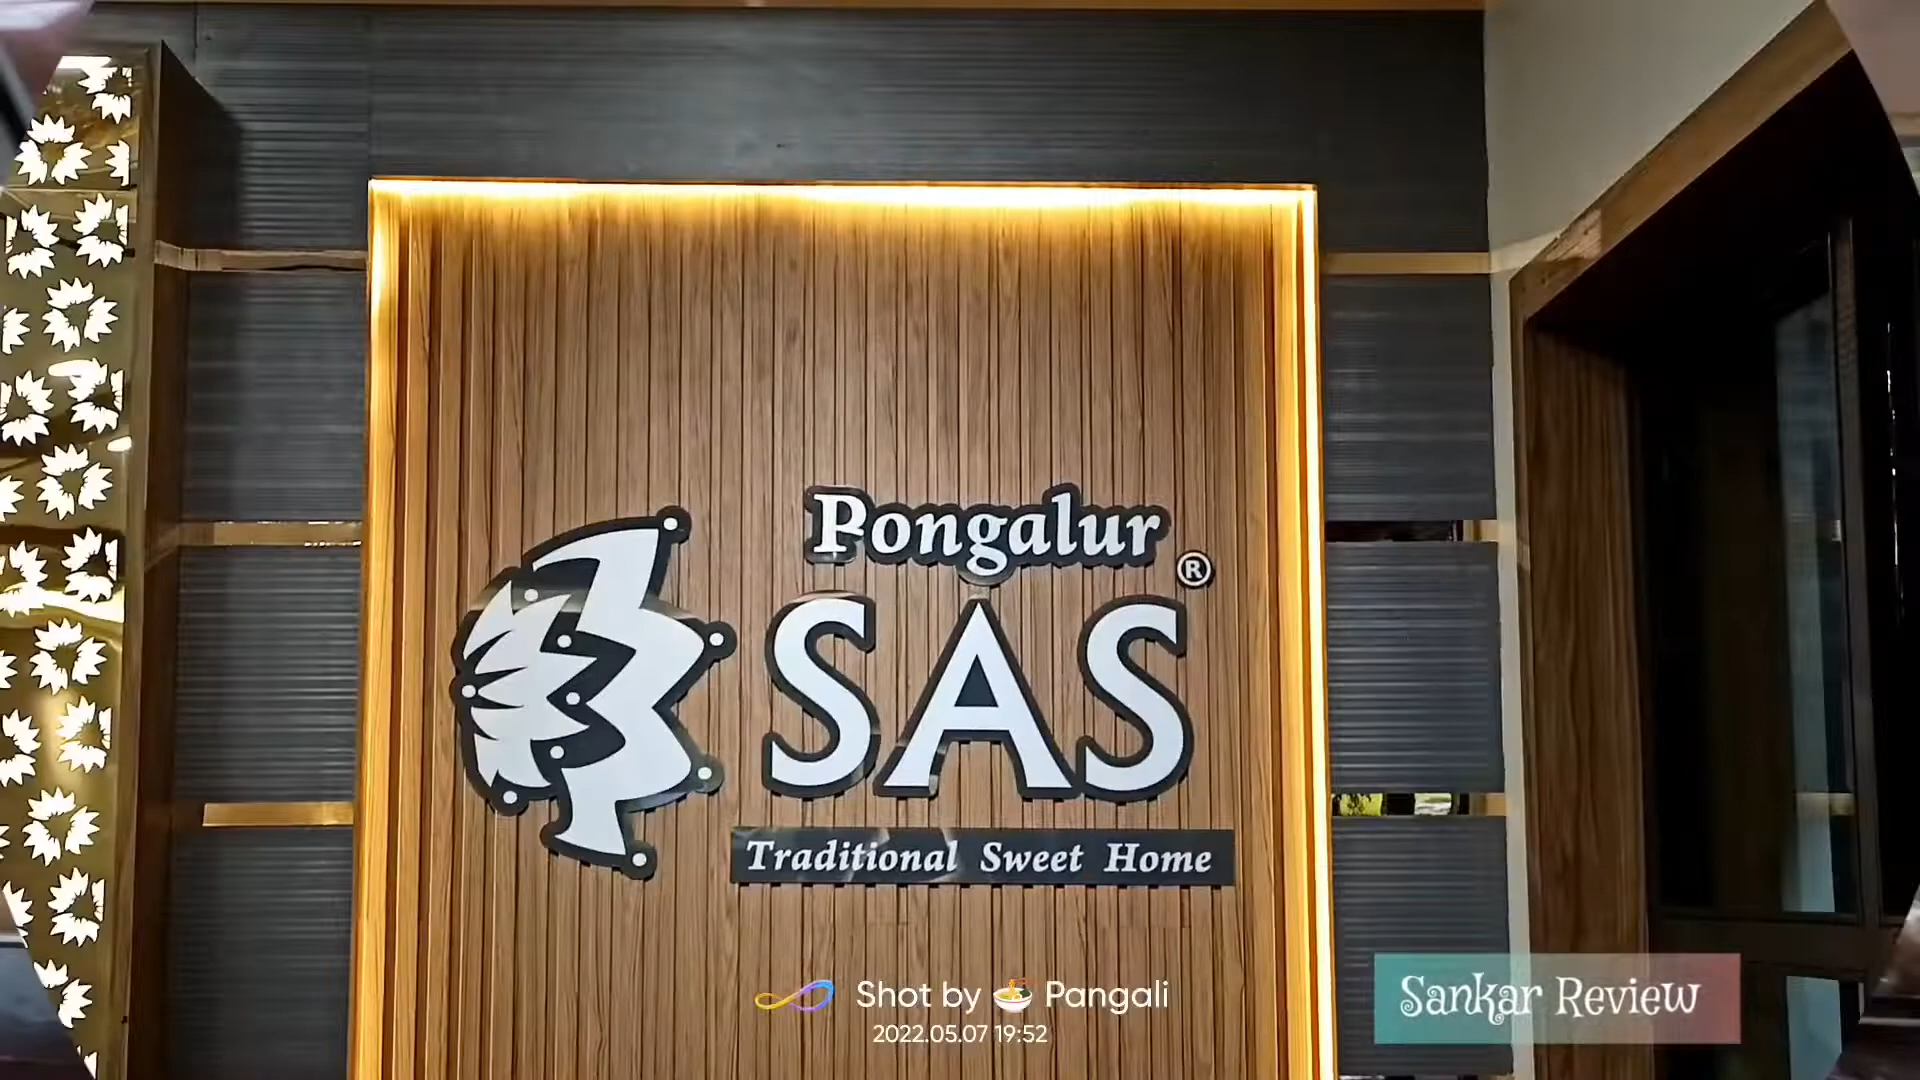 Pongalur
®
SAS
Traditional Sweet Home
Shot by 🍜 Pangali
2022.05.07 19:52
Sankar Review